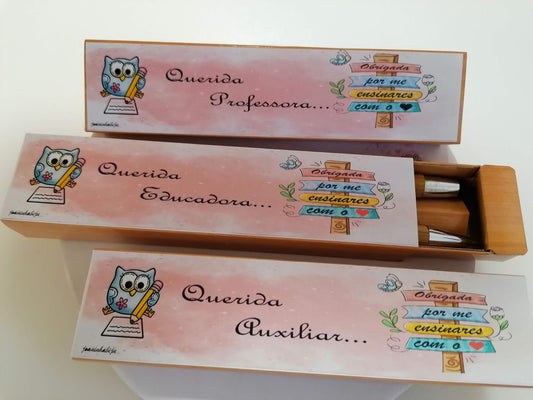 Querida
Professora...
Obrigada
por me
ensinares
com o
Querida
Educadora...
Obrigada
por me
ensinares
com o
Querida
Auxiliar...
Obrigada
por me
ensinares
com o